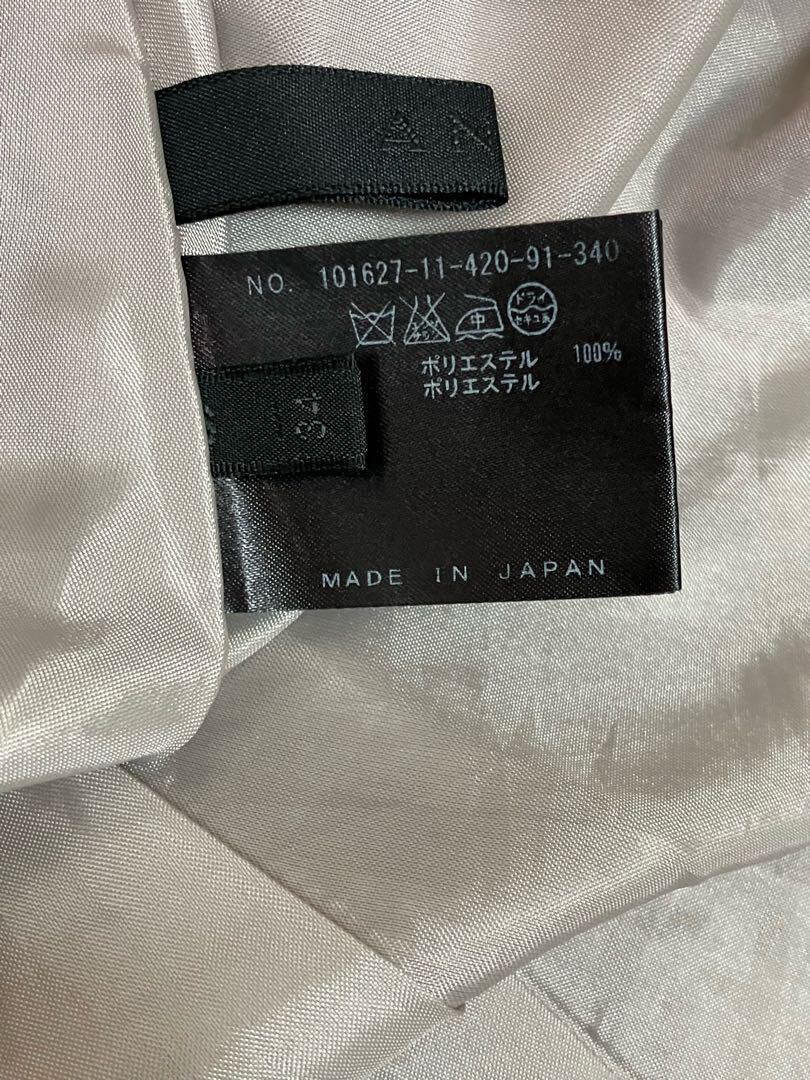 NO. 101627-11-420-91-340
中 ドライ
セキユ系
ポリエステル 100%
ポリエステル
34
MADE IN JAPAN